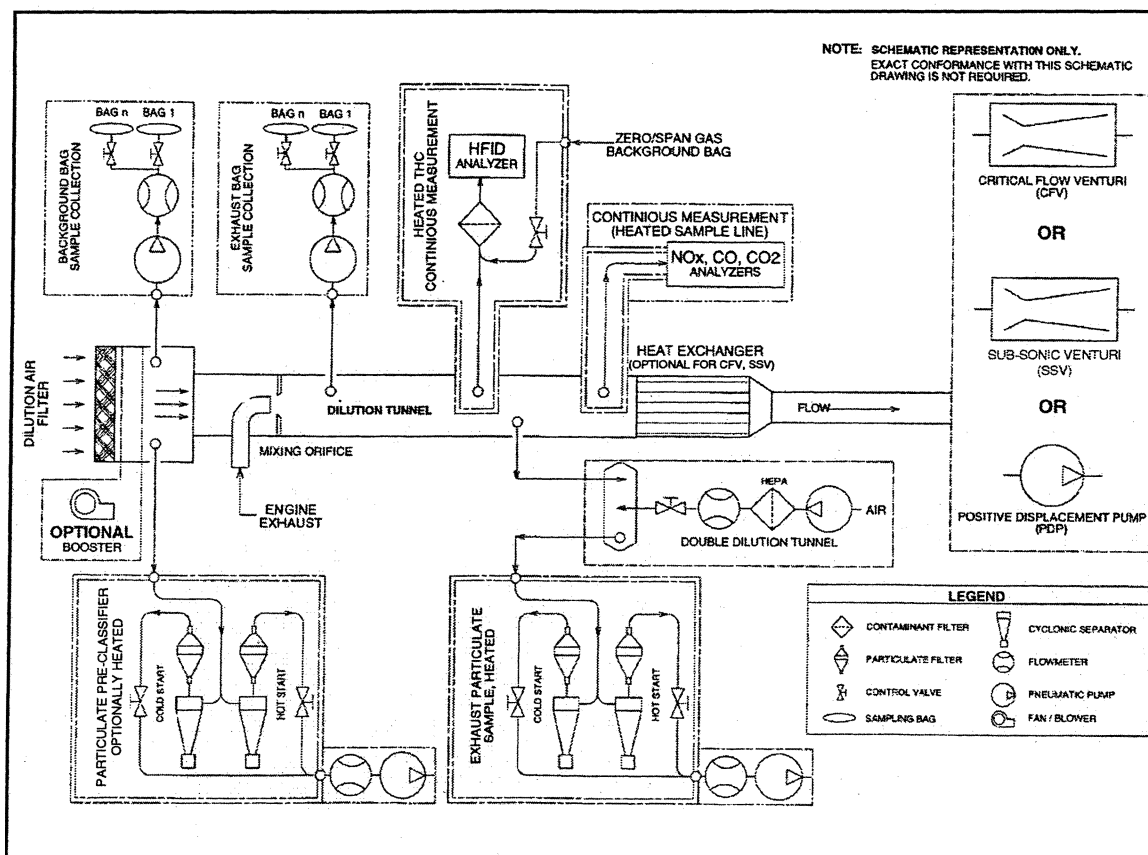 NOTE: SCHEMATIC REPRESENTATION ONLY.
EXACT CONFORMANCE WITH THIS SCHEMATIC
DRAWING IS NOT REQUIRED.
BAG n BAG 1
BACKGROUND BAG
SAMPLE COLLECTION
BAG n BAG 1
EXHAUST BAG
SAMPLE COLLECTION
HEATED THC
CONTINIOUS MEASUREMENT
HFID
ANALYZER
ZERO/SPAN GAS
BACKGROUND BAG
CONTINIOUS MEASUREMENT
(HEATED SAMPLE LINE)
NOx, CO, CO2
ANALYZERS
CRITICAL FLOW VENTURI
(CFV)
OR
SUB-SONIC VENTURI
(SSV)
OR
POSITIVE DISPLACEMENT PUMP
(PDP)
HEAT EXCHANGER
(OPTIONAL FOR CFV, SSV)
FLOW
DILUTION AIR
FILTER
DILUTION TUNNEL
MIXING ORIFICE
ENGINE
EXHAUST
OPTIONAL
BOOSTER
HEPA
AIR
DOUBLE DILUTION TUNNEL
PARTICULATE PRE-CLASSIFIER
OPTIONALLY HEATED
COLD START
HOT START
EXHAUST PARTICULATE
SAMPLE, HEATED
COLD START
HOT START
LEGEND
CONTAMINANT FILTER
CYCLONIC SEPARATOR
PARTICULATE FILTER
FLOWMETER
CONTROL VALVE
PNEUMATIC PUMP
SAMPLING BAG
FAN / BLOWER